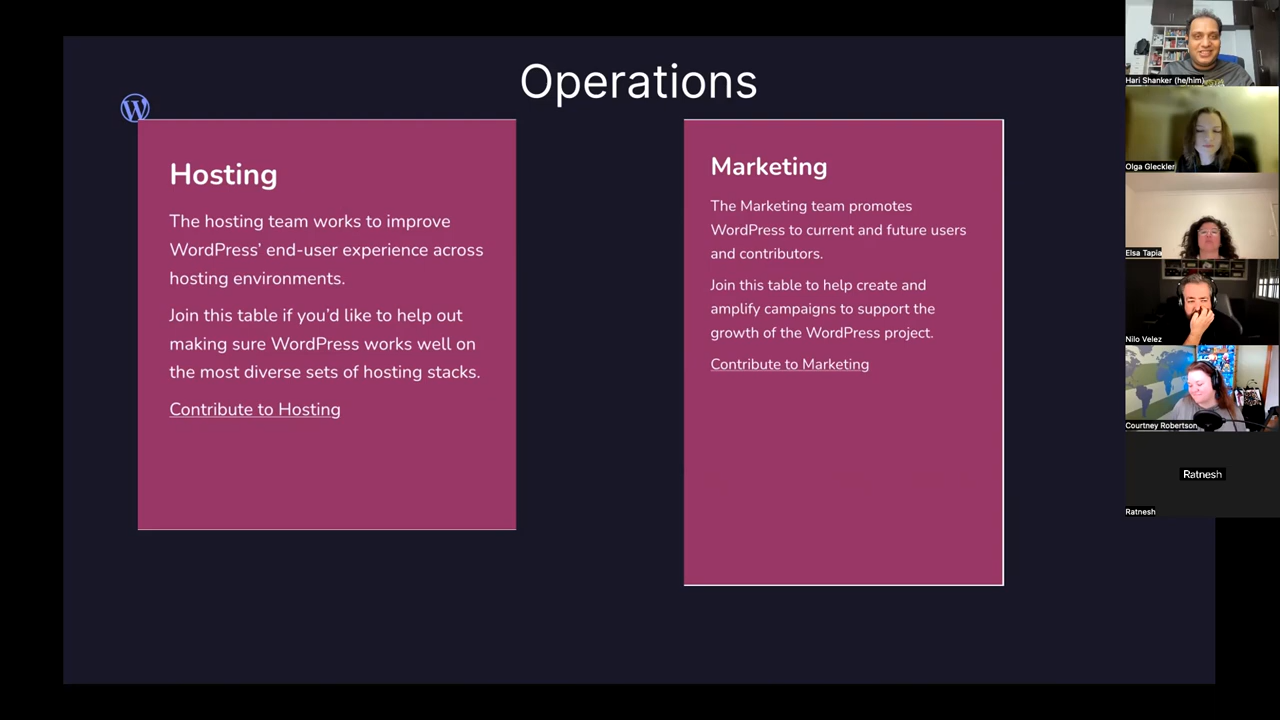 Operations
Hosting
The hosting team works to improve
WordPress’ end-user experience across
hosting environments.
Join this table if you’d like to help out
making sure WordPress works well on
the most diverse sets of hosting stacks.
Contribute to Hosting
Marketing
The Marketing team promotes
WordPress to current and future users
and contributors.
Join this table to help create and
amplify campaigns to support the
growth of the WordPress project.
Contribute to Marketing
Hari Shanker (he/him)
Olga Gleckler
Elsa Tapia
Nilo Velez
Courtney Robertson
Ratnesh
Ratnesh